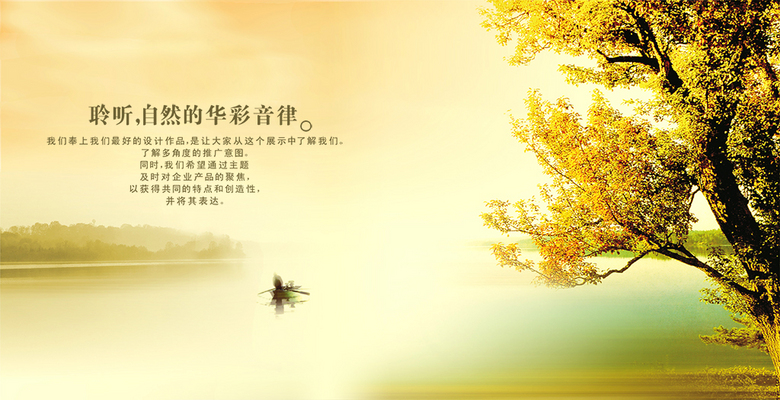 聆听,自然的华彩音律。
我们奉上我们最好的设计作品,是让大家从这个展示中了解我们。
了解多角度的推广意图。
同时,我们希望通过主题
及时对企业产品的聚焦,
以获得共同的特点和创造性,
并将其表达。